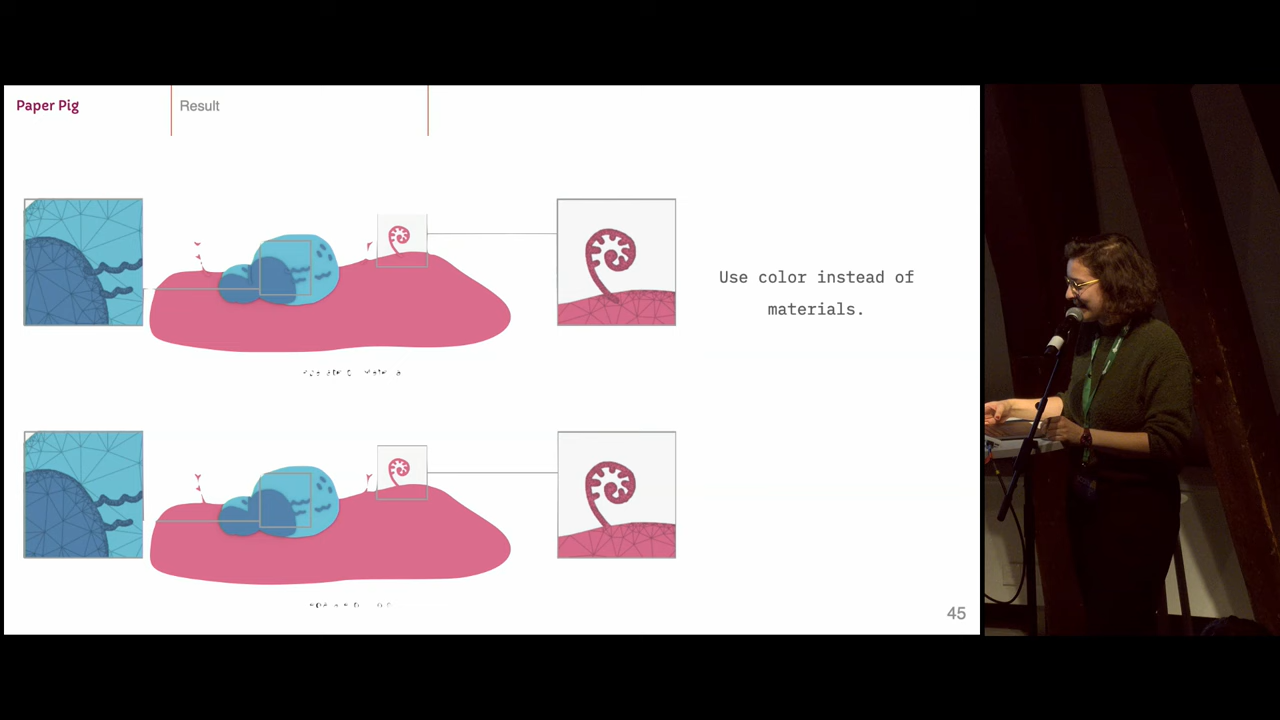 Paper Pig
Result
Use color instead of
materials.
45